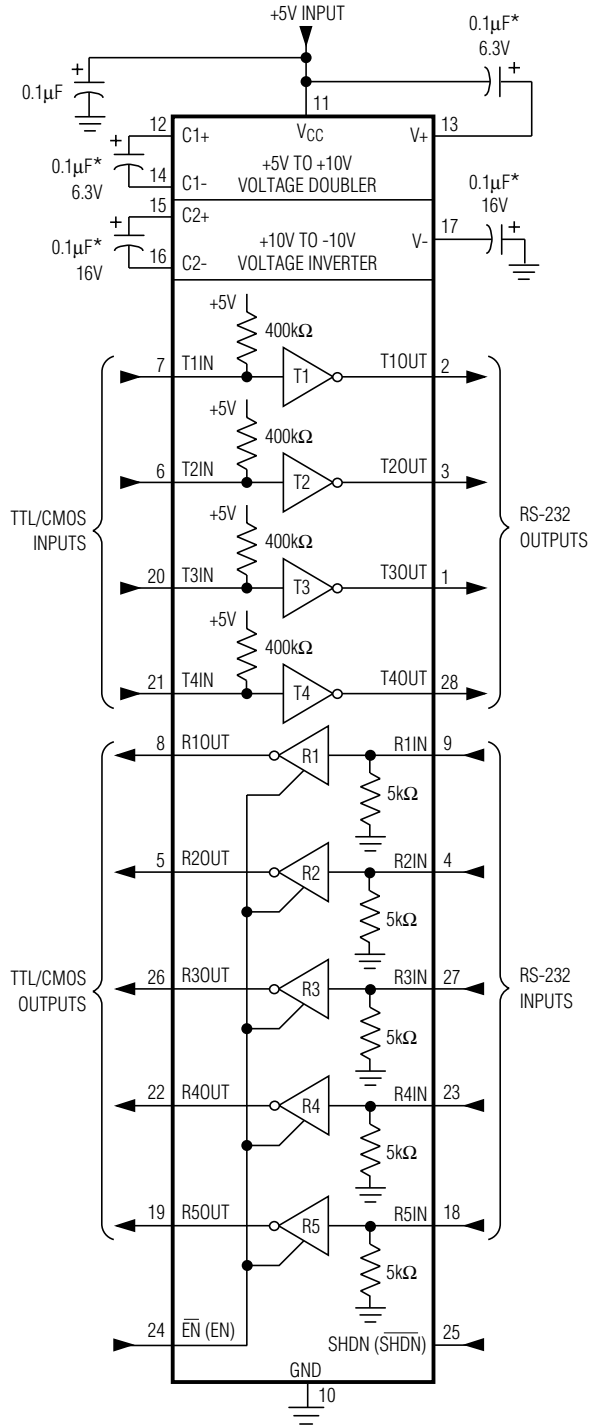 +5V INPUT
0.1μF*
6.3V
+
0.1μF
+
+
11
12
C1+
VCC
V+
13
0.1μF*
6.3V
14
C1-
+5V TO +10V
VOLTAGE DOUBLER
15
C2+
0.1μF*
16V
+
0.1μF*
16V
16
C2-
+10V TO -10V
VOLTAGE INVERTER
V-
17
+
+5V
400kΩ
7
T1IN
T1
T1OUT
2
+5V
400kΩ
6
T2IN
T2
T2OUT
3
TTL/CMOS
INPUTS
RS-232
OUTPUTS
+5V
400kΩ
20
T3IN
T3
T3OUT
1
+5V
400kΩ
21
T4IN
T4
T4OUT
28
8
R1OUT
R1
R1IN
9
5kΩ
5
R2OUT
R2
R2IN
4
5kΩ
TTL/CMOS
OUTPUTS
RS-232
INPUTS
26
R3OUT
R3
R3IN
27
5kΩ
22
R4OUT
R4
R4IN
23
5kΩ
19
R5OUT
R5
R5IN
18
5kΩ
24
E̅N̅ (EN)
SHDN (S̅H̅D̅N̅)
25
GND
10